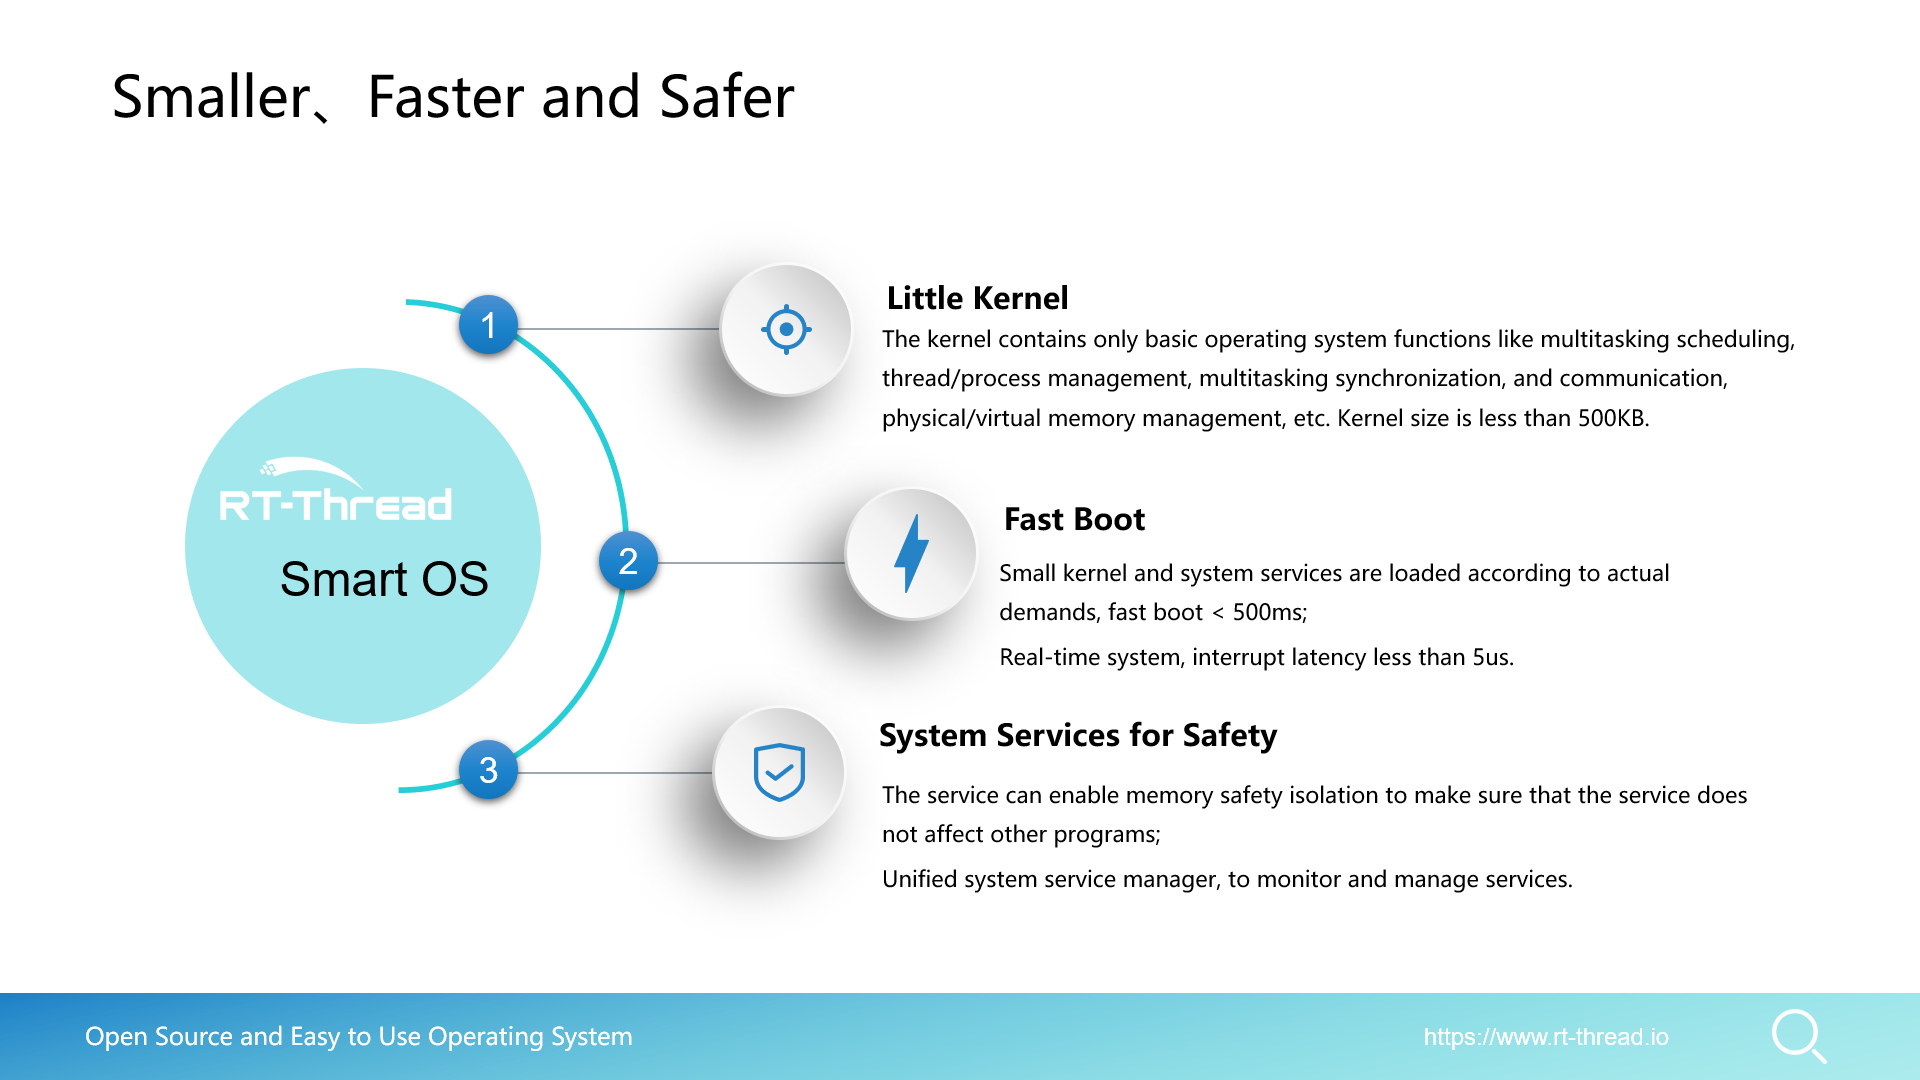 Smaller、Faster and Safer
1
Little Kernel
The kernel contains only basic operating system functions like multitasking scheduling,
thread/process management, multitasking synchronization, and communication,
physical/virtual memory management, etc. Kernel size is less than 500KB.
RT-Thread
Smart OS
2
Fast Boot
Small kernel and system services are loaded according to actual
demands, fast boot < 500ms;
Real-time system, interrupt latency less than 5us.
3
System Services for Safety
The service can enable memory safety isolation to make sure that the service does
not affect other programs;
Unified system service manager, to monitor and manage services.
Open Source and Easy to Use Operating System
https://www.rt-thread.io